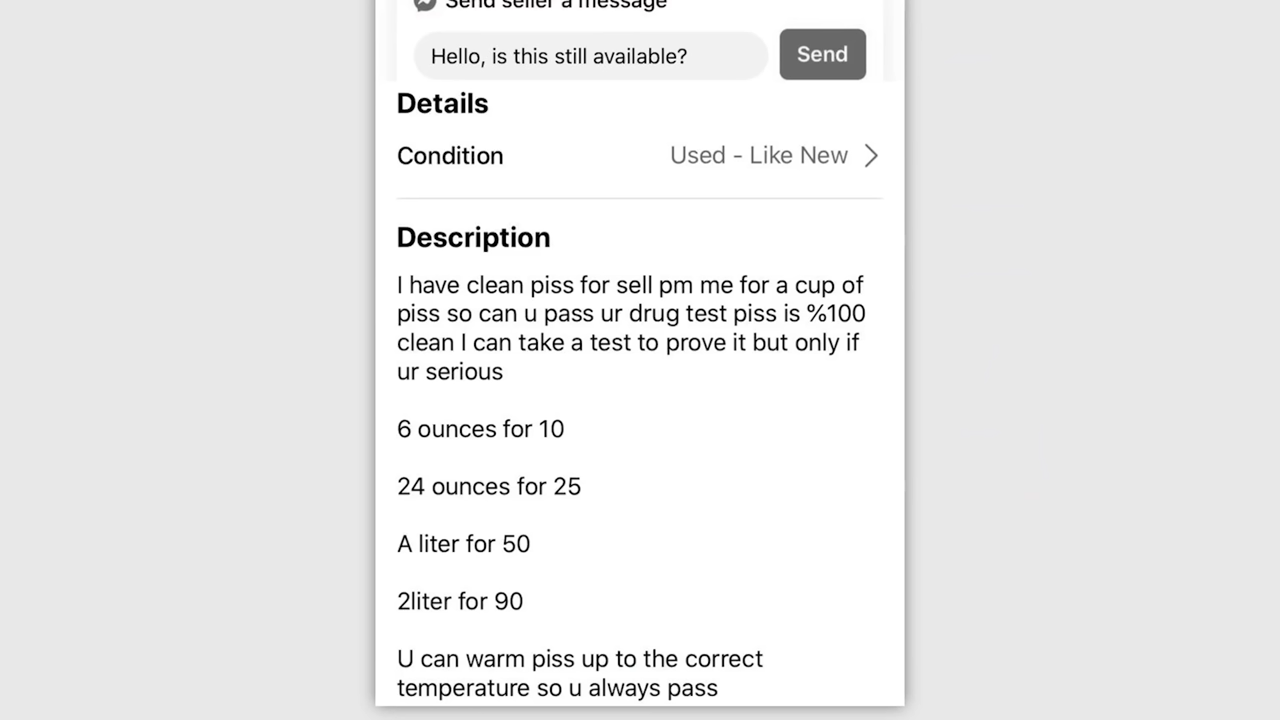 Send seller a message
Hello, is this still available?
Send
Details
Condition
Used - Like New
Description
I have clean piss for sell pm me for a cup of
piss so can u pass ur drug test piss is %100
clean I can take a test to prove it but only if
ur serious
6 ounces for 10
24 ounces for 25
A liter for 50
2liter for 90
U can warm piss up to the correct
temperature so u always pass